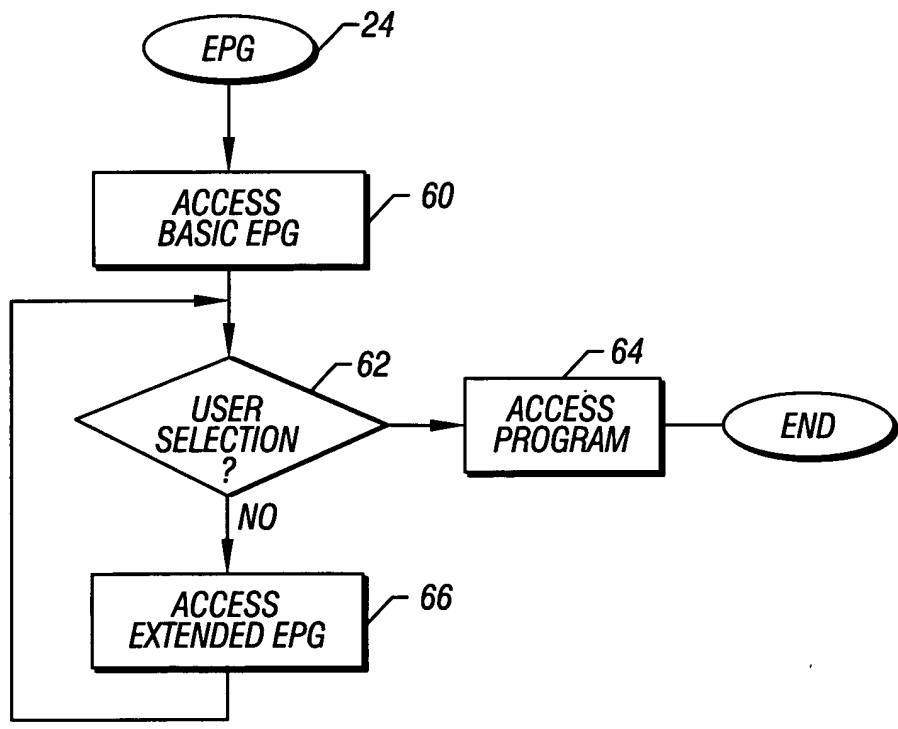 EPG
24
ACCESS
BASIC EPG
60
USER
SELECTION
?
62
ACCESS
PROGRAM
64
END
NO
ACCESS
EXTENDED EPG
66